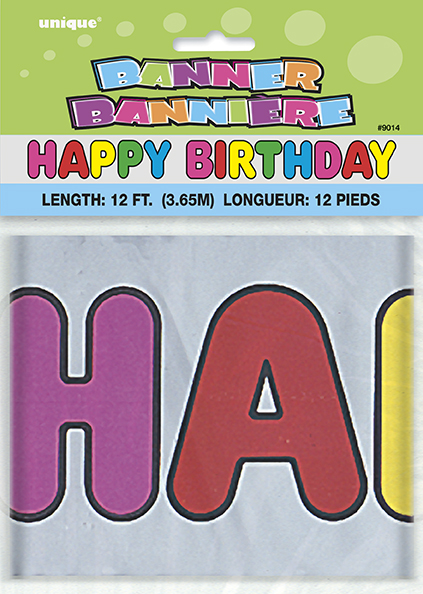 unique®
BANNER
BANNIÈRE
#9014
HAPPY BIRTHDAY
LENGTH: 12 FT. (3.65M) LONGUEUR: 12 PIEDS
HA